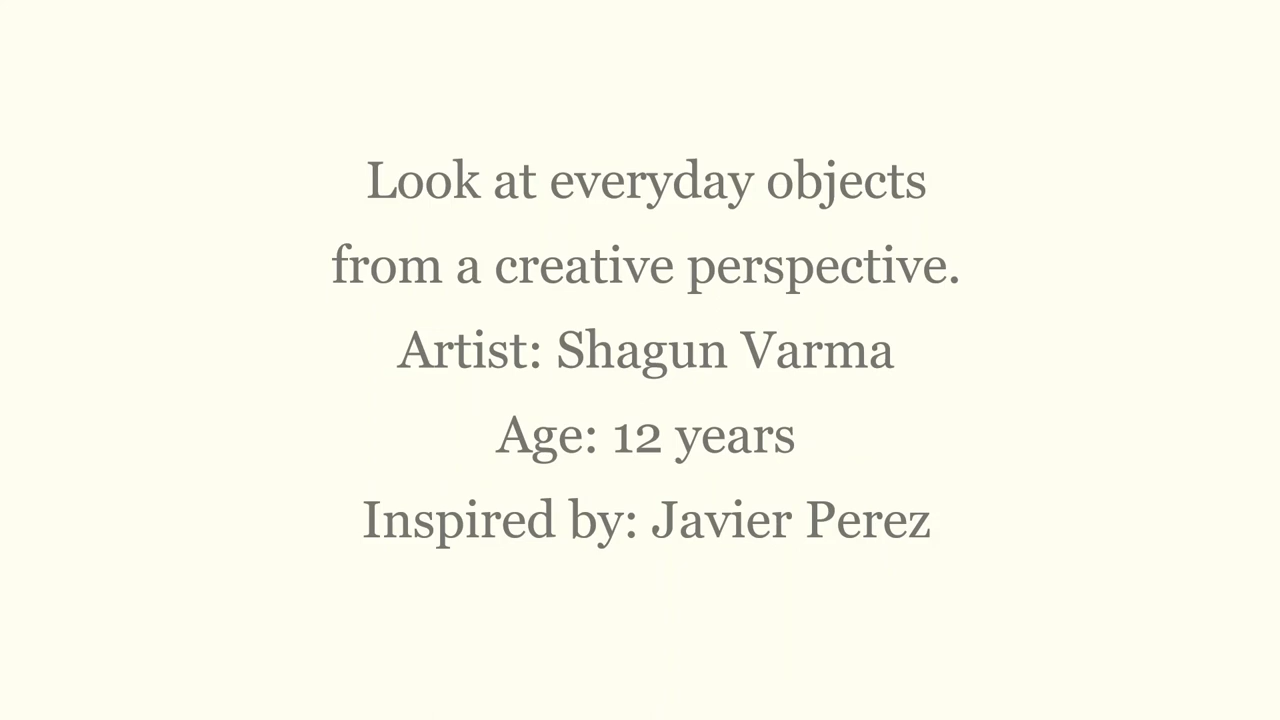 Look at everyday objects
from a creative perspective.
Artist: Shagun Varma
Age: 12 years
Inspired by: Javier Perez